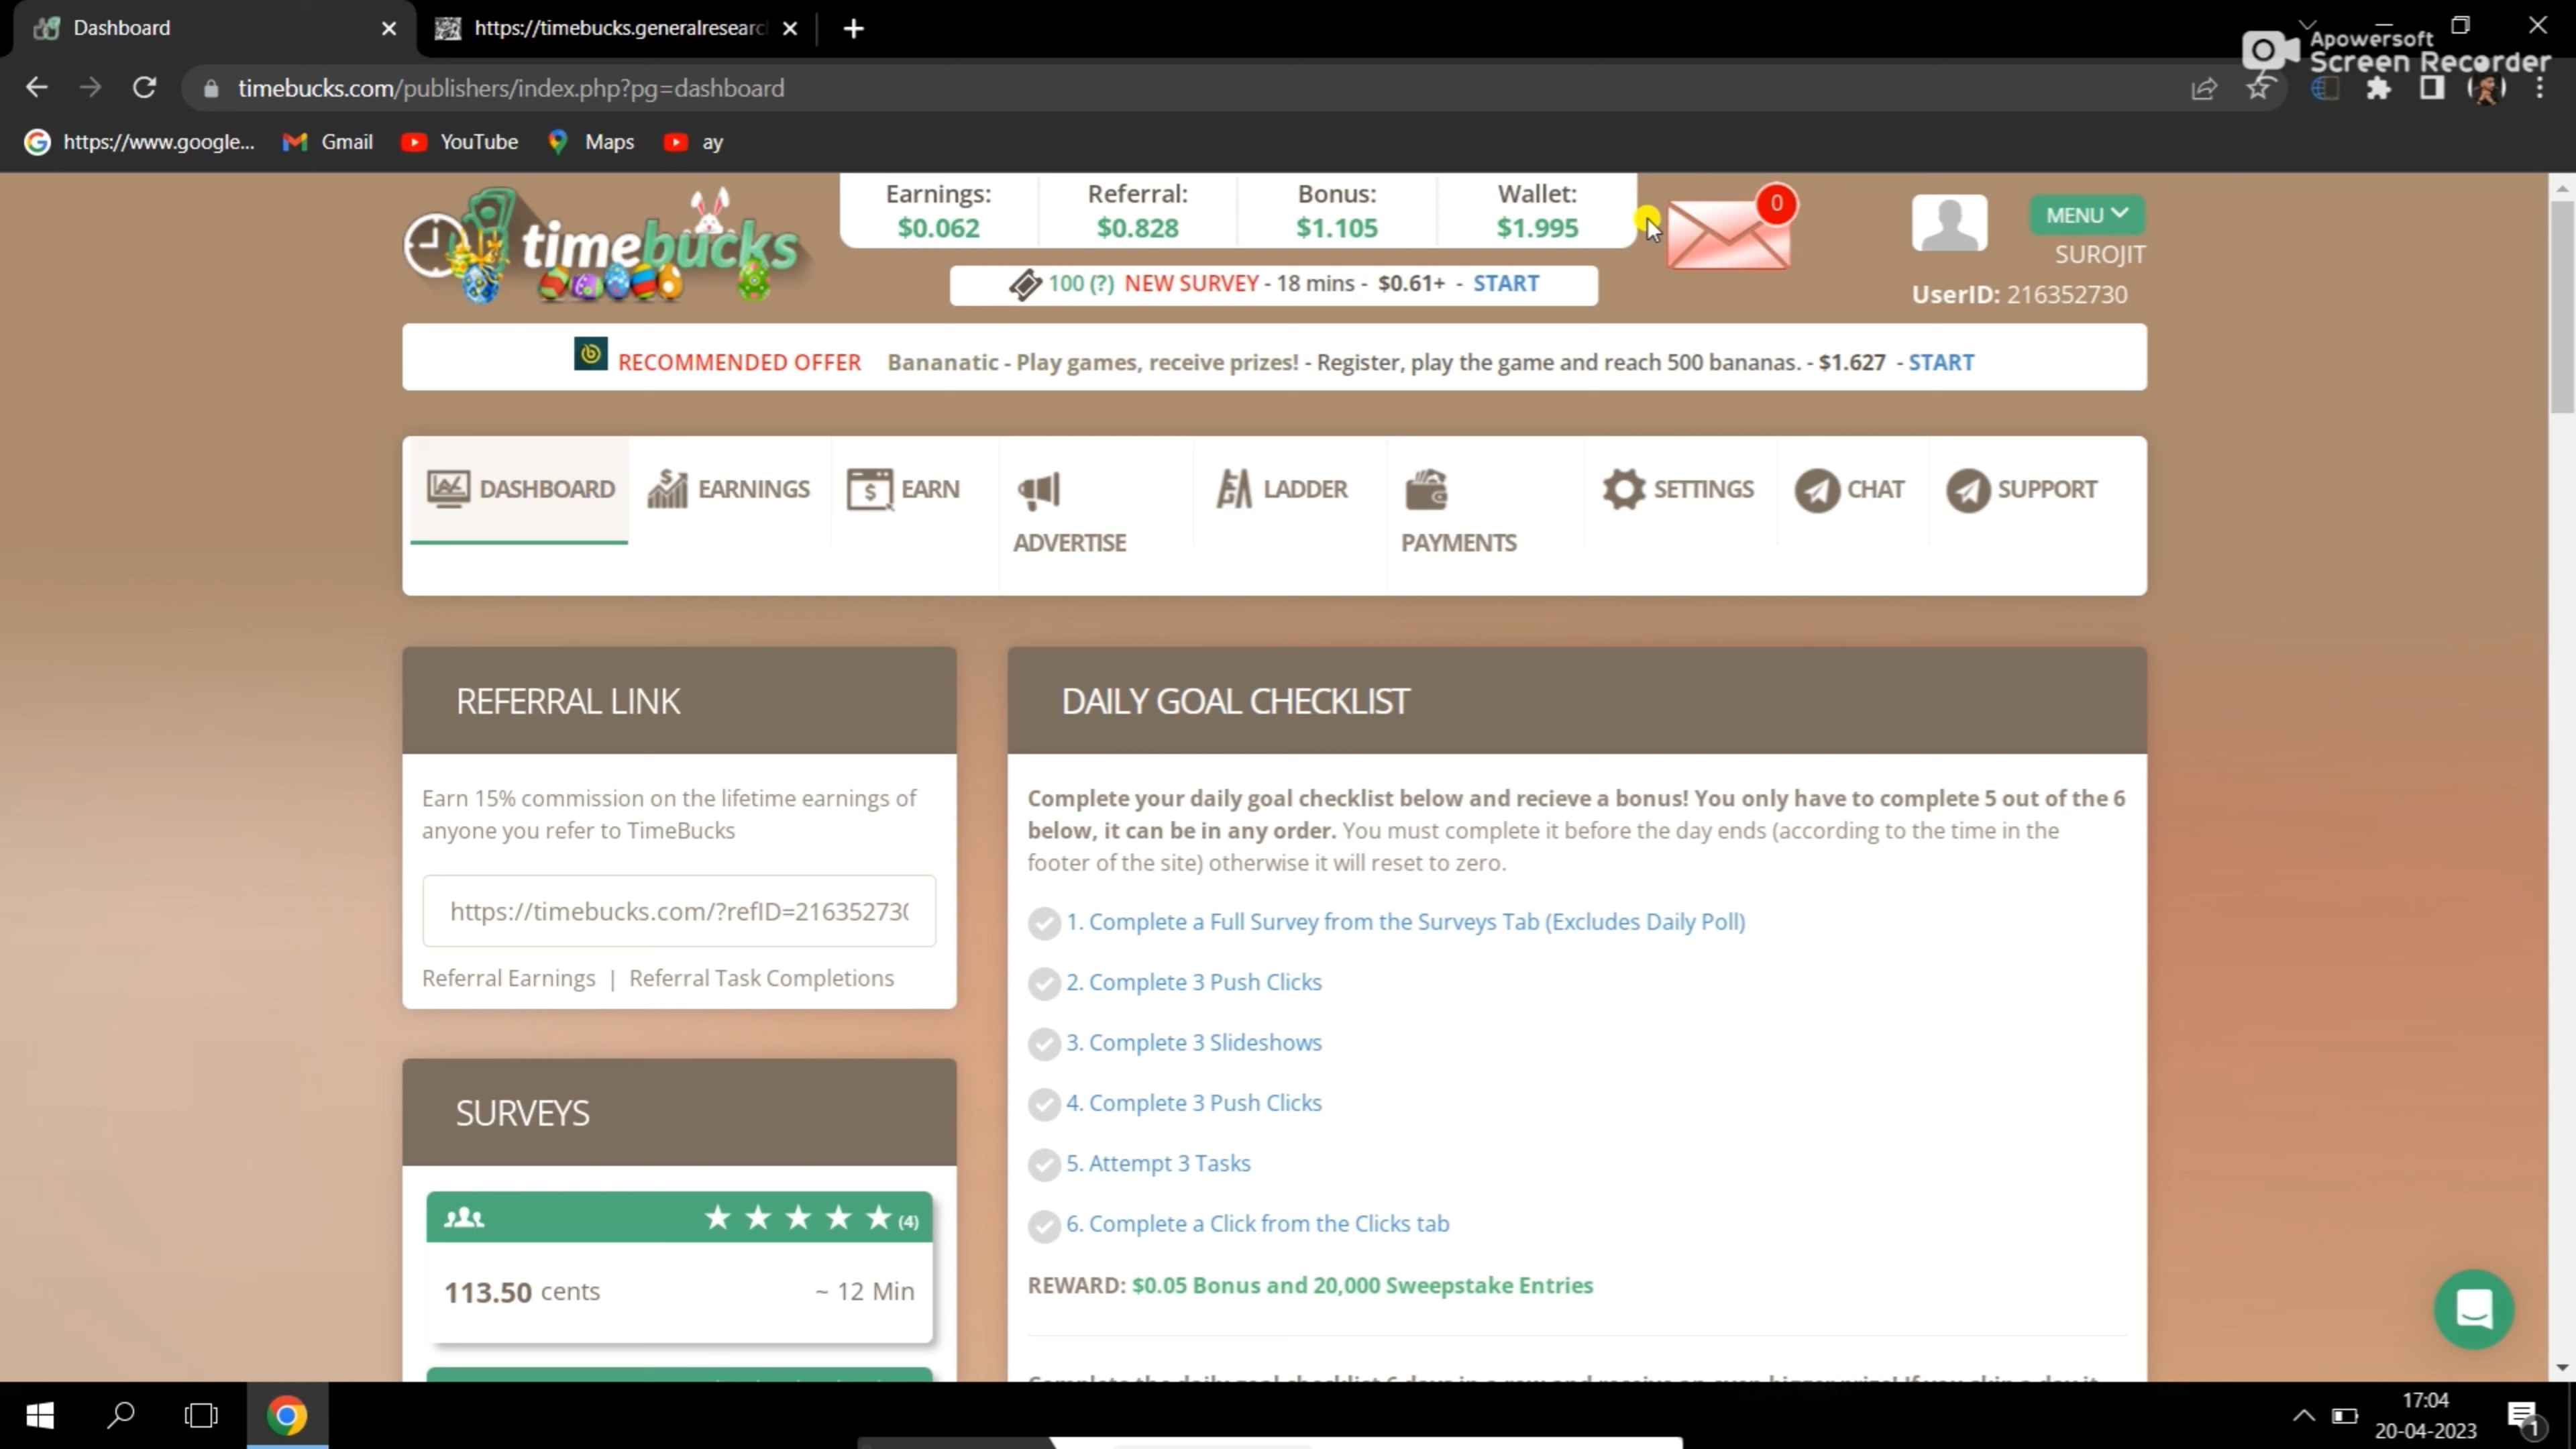 Dashboard
https://timebucks.generalresearc
Apowersoft
Screen Recorder
timebucks.com/publishers/index.php?pg=dashboard
https://www.google...
Gmail
YouTube
Maps
ay
timebucks
Earnings:
$0.062
Referral:
$0.828
Bonus:
$1.105
Wallet:
$1.995
0
MENU
SUROJIT
UserID: 216352730
100 (?) NEW SURVEY - 18 mins - $0.61+ - START
RECOMMENDED OFFER Bananatic - Play games, receive prizes! - Register, play the game and reach 500 bananas. - $1.627 - START
DASHBOARD
EARNINGS
EARN
ADVERTISE
LADDER
PAYMENTS
SETTINGS
CHAT
SUPPORT
REFERRAL LINK
Earn 15% commission on the lifetime earnings of
anyone you refer to TimeBucks
https://timebucks.com/?refID=216352730
Referral Earnings | Referral Task Completions
SURVEYS
(4)
113.50 cents
~ 12 Min
DAILY GOAL CHECKLIST
Complete your daily goal checklist below and recieve a bonus! You only have to complete 5 out of the 6
below, it can be in any order. You must complete it before the day ends (according to the time in the
footer of the site) otherwise it will reset to zero.
1. Complete a Full Survey from the Surveys Tab (Excludes Daily Poll)
2. Complete 3 Push Clicks
3. Complete 3 Slideshows
4. Complete 3 Push Clicks
5. Attempt 3 Tasks
6. Complete a Click from the Clicks tab
REWARD: $0.05 Bonus and 20,000 Sweepstake Entries
17:04
20-04-2023
1